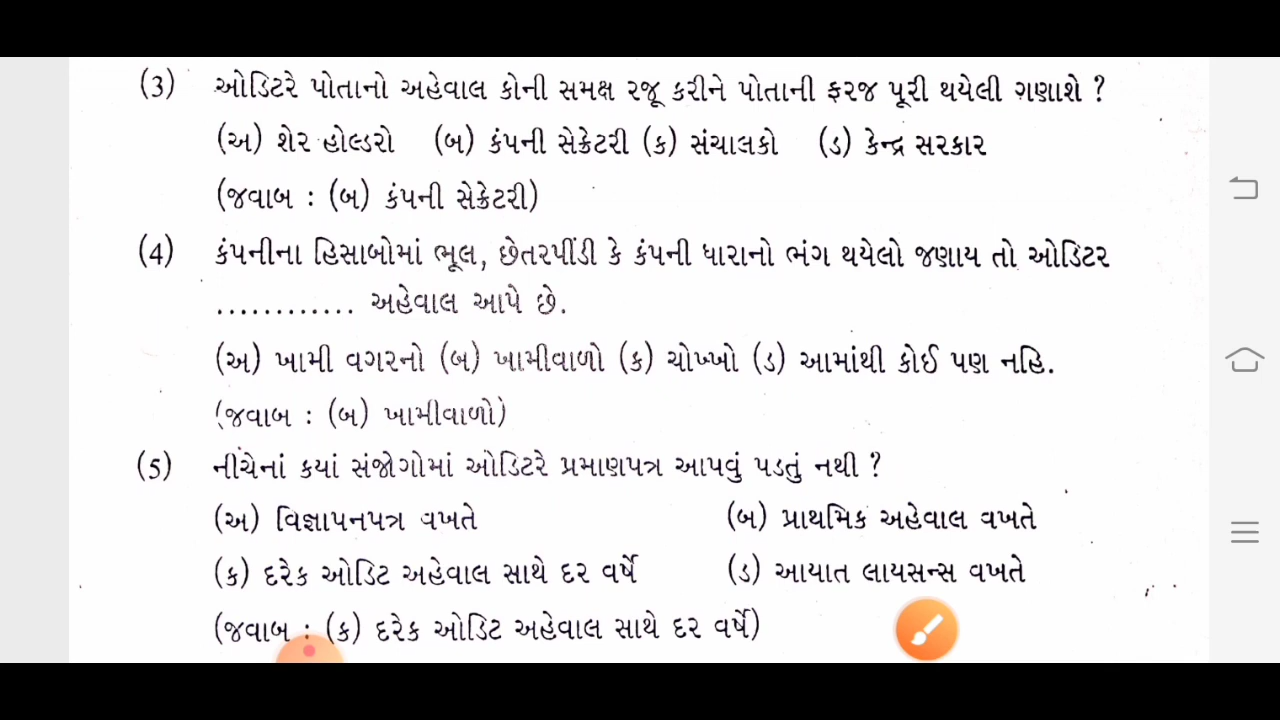 (3) ઓડિટરે પોતાનો અહેવાલ કોની સમક્ષ રજૂ કરીને પોતાની ફરજ પૂરી થયેલી ગણાશે ?
(અ) શેર હોલ્ડરો (બ) કંપની સેક્રેટરી (ક) સંચાલકો (ડ) કેન્દ્ર સરકાર
(જવાબ : (બ) કંપની સેક્રેટરી)
(4) કંપનીના હિસાબોમાં ભૂલ, છેતરપીંડી કે કંપની ધારાનો ભંગ થયેલો જણાય તો ઓડિટર
............ અહેવાલ આપે છે.
(અ) ખામી વગરનો (બ) ખામીવાળો (ક) ચોખ્ખો (ડ) આમાંથી કોઈ પણ નહિ.
(જવાબ : (બ) ખામીવાળો)
(5) નીચેનાં કયાં સંજોગોમાં ઓડિટરે પ્રમાણપત્ર આપવું પડતું નથી ?
(અ) વિજ્ઞાપનપત્ર વખતે (બ) પ્રાથમિક અહેવાલ વખતે
(ક) દરેક ઓડિટ અહેવાલ સાથે દર વર્ષે (ડ) આયાત લાયસન્સ વખતે
(જવાબ : (ક) દરેક ઓડિટ અહેવાલ સાથે દર વર્ષે)